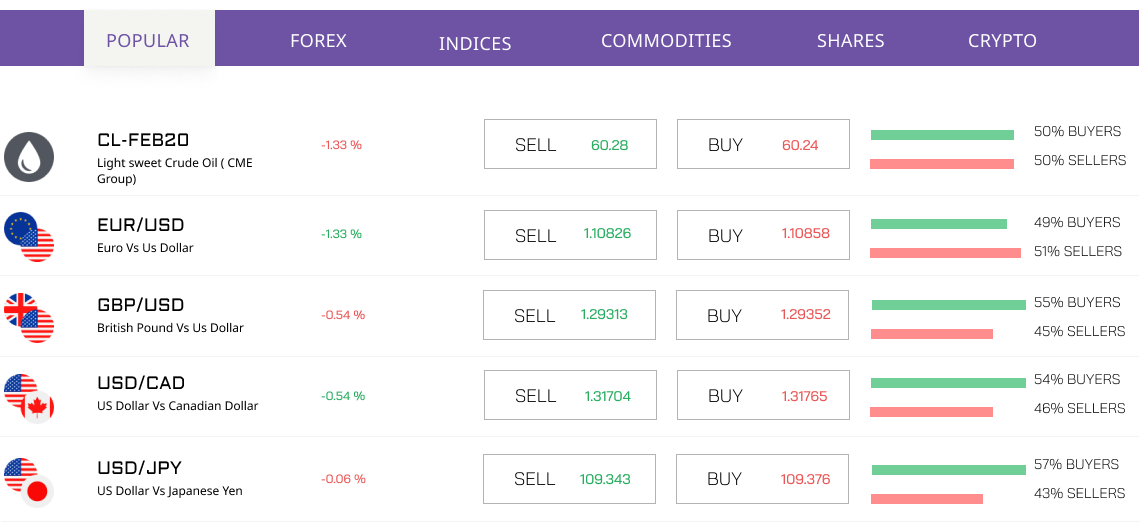 POPULAR FOREX INDICES COMMODITIES SHARES CRYPTO
CL-FEB20
Light sweet Crude Oil ( CME
Group)
-1.33 %
SELL 60.28
BUY 60.24
50% BUYERS
50% SELLERS
EUR/USD
Euro Vs Us Dollar
-1.33 %
SELL 1.10826
BUY 1.10858
49% BUYERS
51% SELLERS
GBP/USD
British Pound Vs Us Dollar
-0.54 %
SELL 1.29313
BUY 1.29352
55% BUYERS
45% SELLERS
USD/CAD
US Dollar Vs Canadian Dollar
-0.54 %
SELL 1.31704
BUY 1.31765
54% BUYERS
46% SELLERS
USD/JPY
US Dollar Vs Japanese Yen
-0.06 %
SELL 109.343
BUY 109.376
57% BUYERS
43% SELLERS